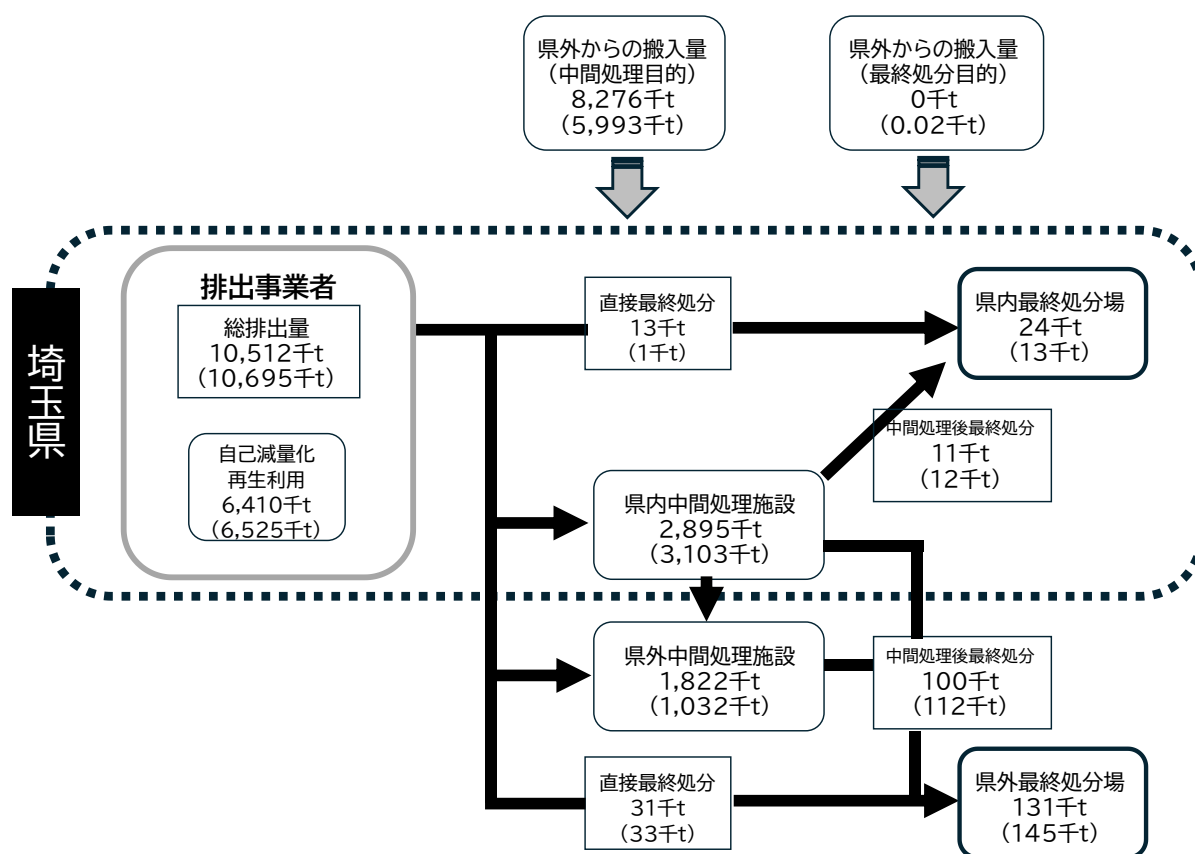 県外からの搬入量
(中間処理目的)
8,276千t
(5,993千t)
県外からの搬入量
(最終処分目的)
0千t
(0.02千t)
埼玉県
排出事業者
総排出量
10,512千t
(10,695千t)
自己減量化
再生利用
6,410千t
(6,525千t)
直接最終処分
13千t
(1千t)
県内最終処分場
24千t
(13千t)
中間処理後最終処分
11千t
(12千t)
県内中間処理施設
2,895千t
(3,103千t)
県外中間処理施設
1,822千t
(1,032千t)
中間処理後最終処分
100千t
(112千t)
直接最終処分
31千t
(33千t)
県外最終処分場
131千t
(145千t)